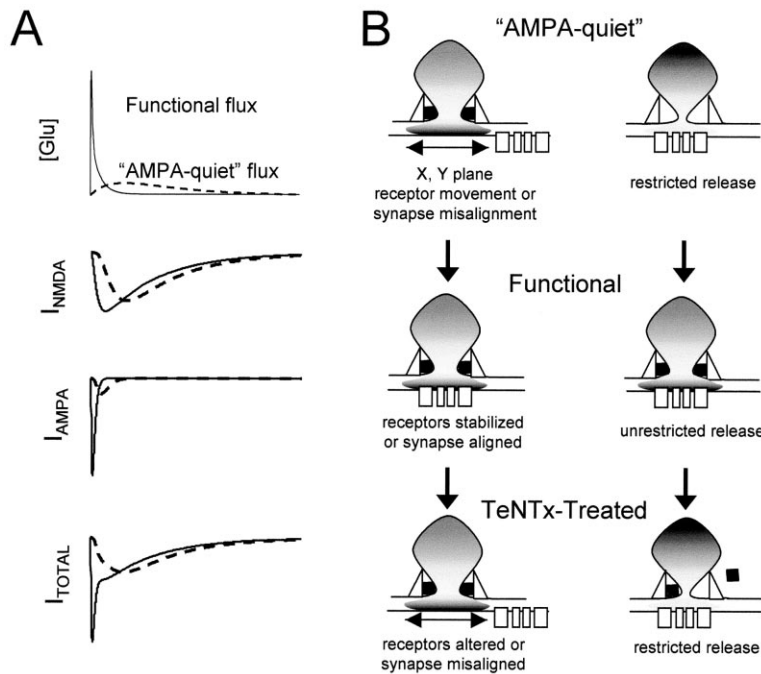 A
[Glu]
Functional flux
“AMPA-quiet” flux
I_NMDA
I_AMPA
I_TOTAL
B
“AMPA-quiet”
X, Y plane
receptor movement or
synapse misalignment
restricted release
Functional
receptors stabilized
or synapse aligned
unrestricted release
TeNTx-Treated
receptors altered or
synapse misaligned
restricted release